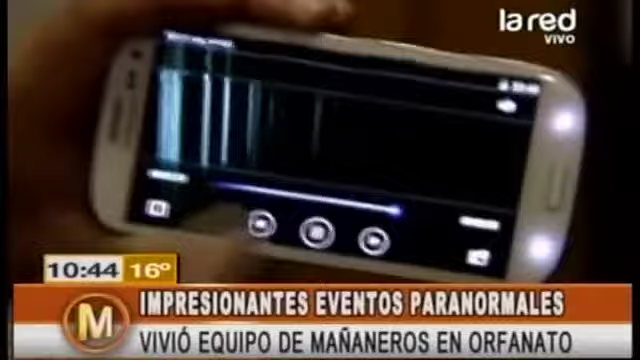 la red
VIVO
10:44 16°
IMPRESIONANTES EVENTOS PARANORMALES
M
VIVIÓ EQUIPO DE MAÑANEROS EN ORFANATO